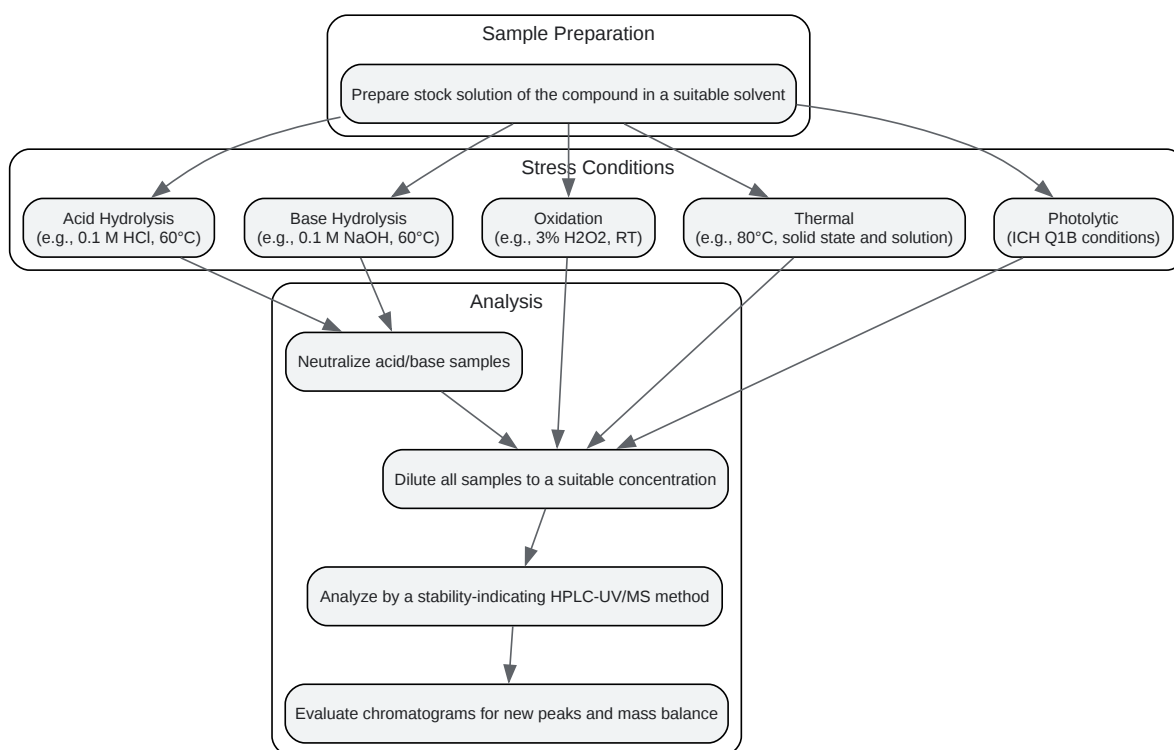 Sample Preparation
Prepare stock solution of the compound in a suitable solvent
Stress Conditions
Acid Hydrolysis
(e.g., 0.1 M HCl, 60°C)
Base Hydrolysis
(e.g., 0.1 M NaOH, 60°C)
Oxidation
(e.g., 3% H2O2, RT)
Thermal
(e.g., 80°C, solid state and solution)
Photolytic
(ICH Q1B conditions)
Analysis
Neutralize acid/base samples
Dilute all samples to a suitable concentration
Analyze by a stability-indicating HPLC-UV/MS method
Evaluate chromatograms for new peaks and mass balance